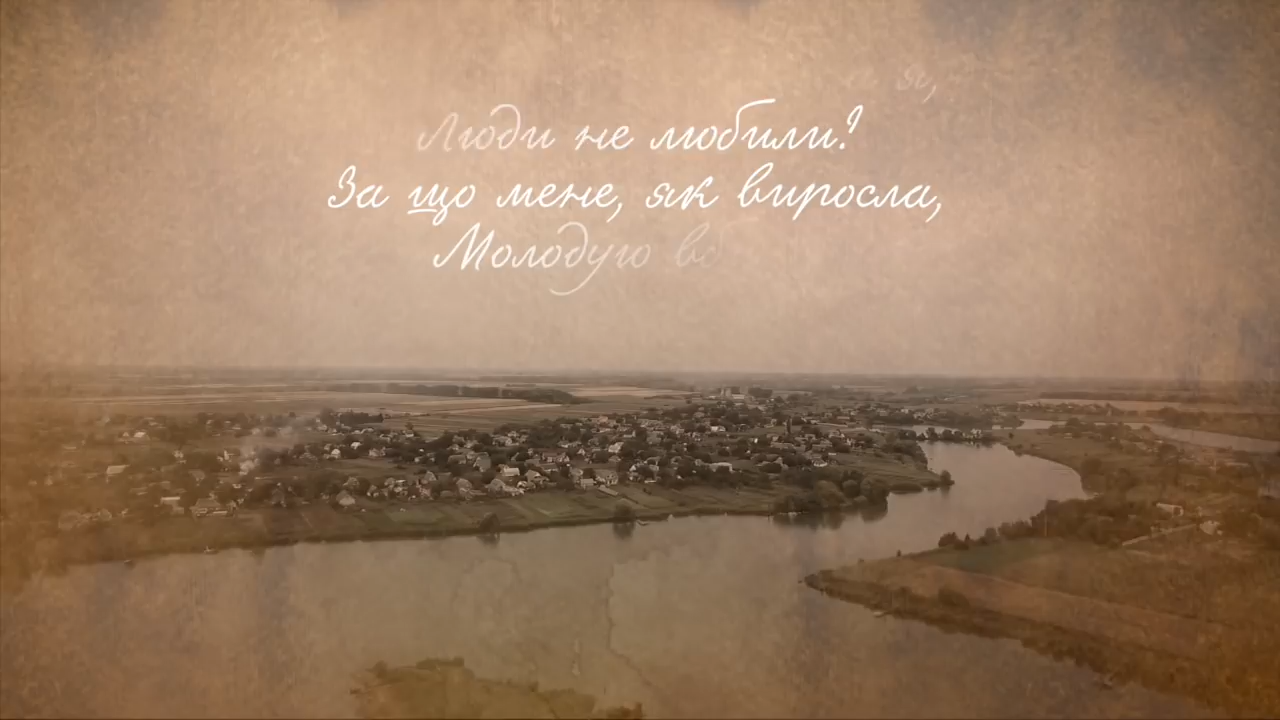 я,
Люди не любили?
За що мене, як виросла,
Молодую